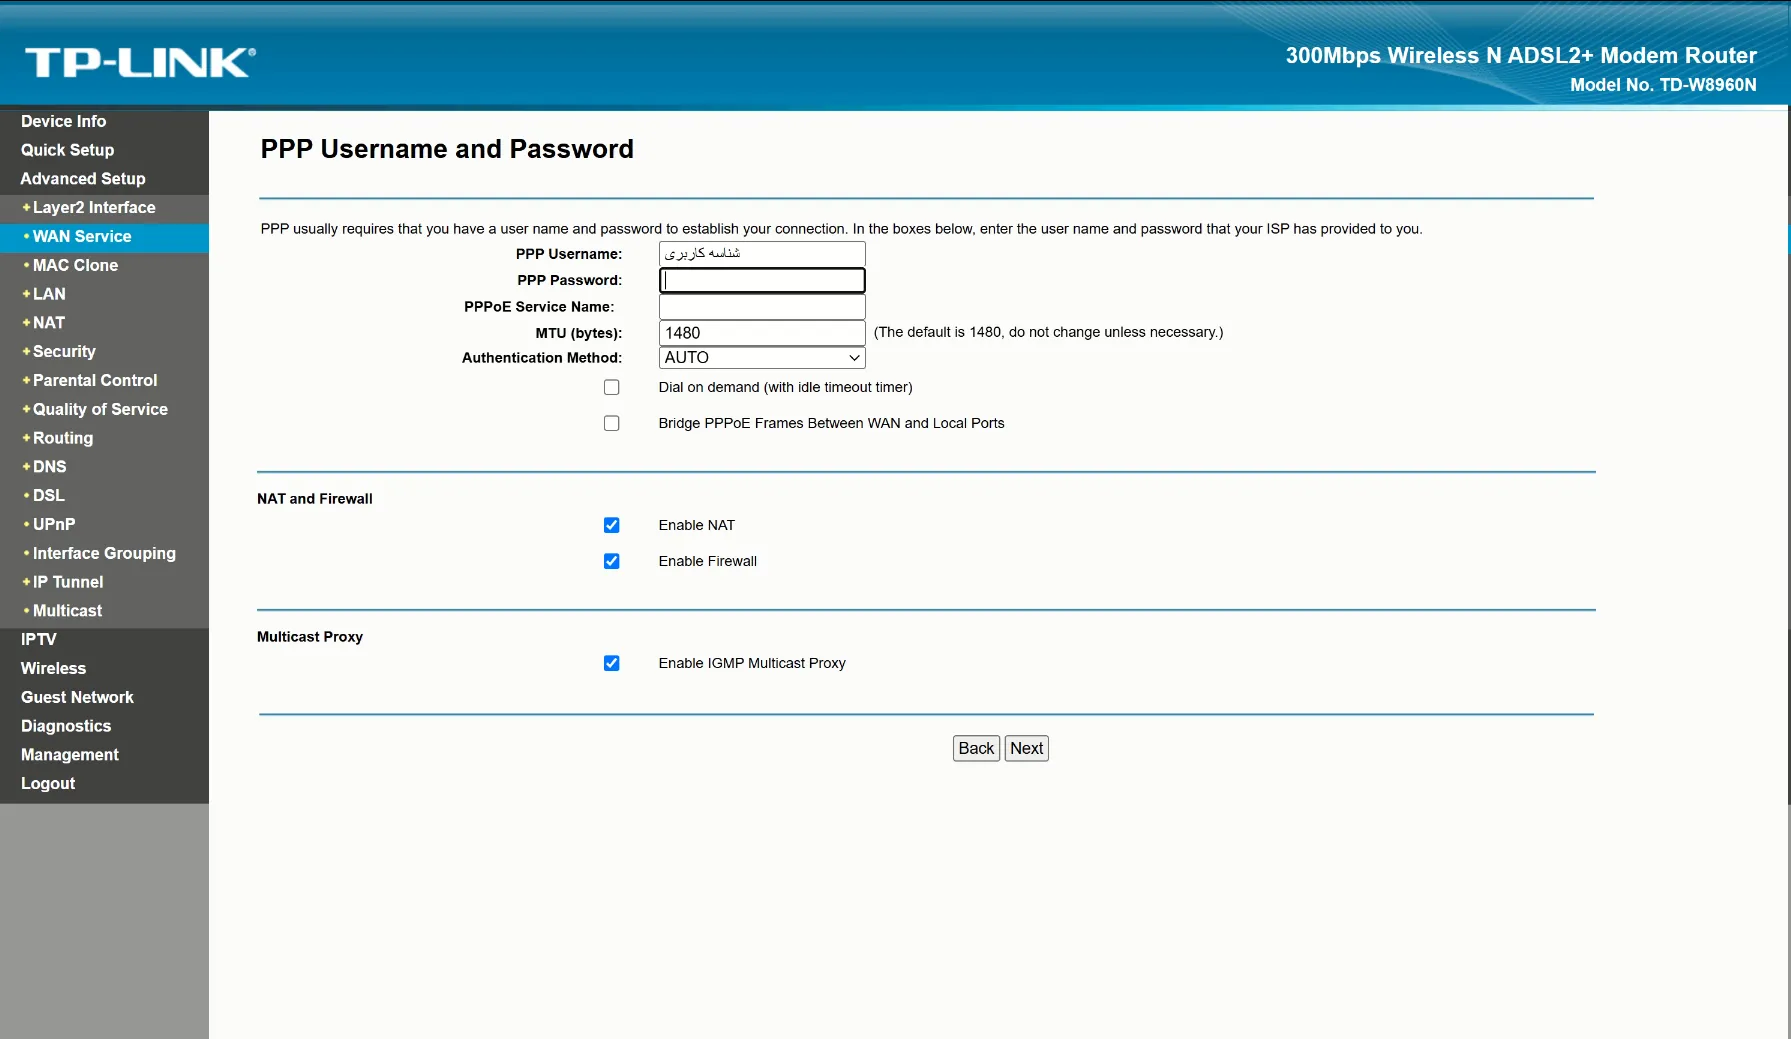 TP-LINK®
300Mbps Wireless N ADSL2+ Modem Router
Model No. TD-W8960N
Device Info
Quick Setup
Advanced Setup
+Layer2 Interface
•WAN Service
•MAC Clone
+LAN
+NAT
+Security
+Parental Control
+Quality of Service
+Routing
+DNS
•DSL
•UPnP
•Interface Grouping
+IP Tunnel
•Multicast
IPTV
Wireless
Guest Network
Diagnostics
Management
Logout
PPP Username and Password
PPP usually requires that you have a user name and password to establish your connection. In the boxes below, enter the user name and password that your ISP has provided to you.
PPP Username: شناسه کاربری
PPP Password:
PPPoE Service Name:
MTU (bytes): 1480 (The default is 1480, do not change unless necessary.)
Authentication Method: AUTO
Dial on demand (with idle timeout timer)
Bridge PPPoE Frames Between WAN and Local Ports
NAT and Firewall
Enable NAT
Enable Firewall
Multicast Proxy
Enable IGMP Multicast Proxy
Back Next